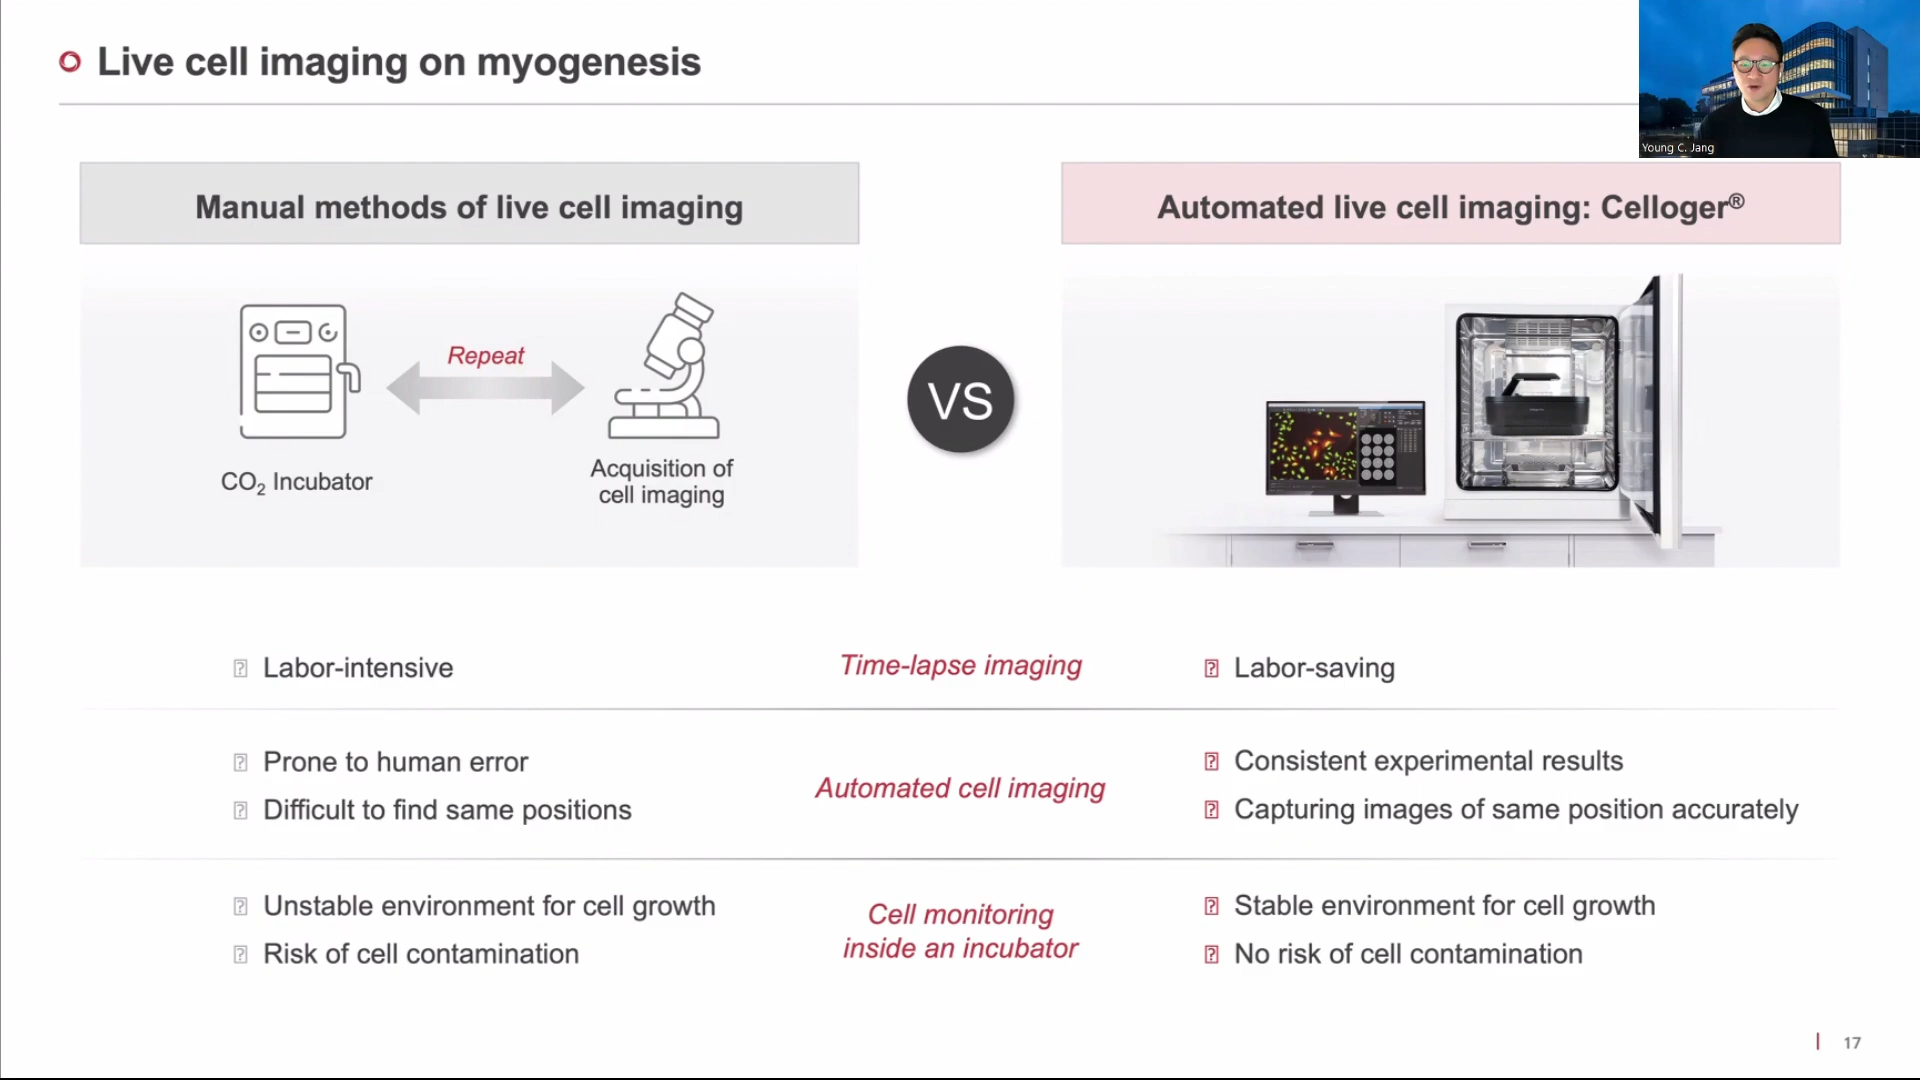 Live cell imaging on myogenesis
Young C. Jang
Manual methods of live cell imaging
Automated live cell imaging: Celloger®
Repeat
CO₂ Incubator
Acquisition of
cell imaging
VS
Labor-intensive
Time-lapse imaging
Labor-saving
Prone to human error
Difficult to find same positions
Automated cell imaging
Consistent experimental results
Capturing images of same position accurately
Unstable environment for cell growth
Risk of cell contamination
Cell monitoring
inside an incubator
Stable environment for cell growth
No risk of cell contamination
17